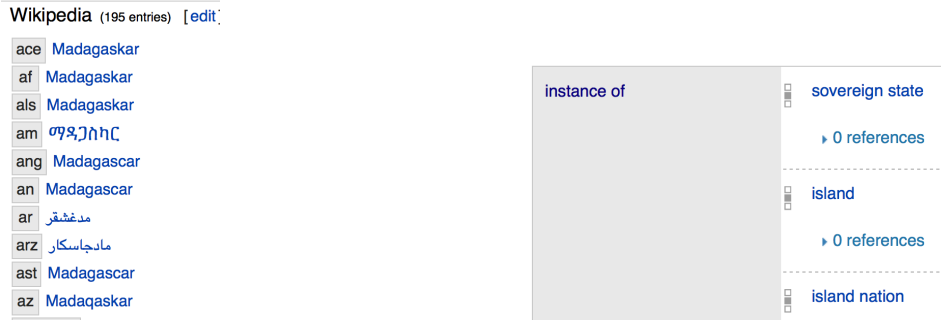 Wikipedia (195 entries) [edit]
ace Madagaskar
af Madagaskar
als Madagaskar
am ማዳጋስካር
ang Madagascar
an Madagascar
ar مدغشقر
arz مادجاسكار
ast Madagascar
az Madaqaskar
instance of
sovereign state
0 references
island
0 references
island nation